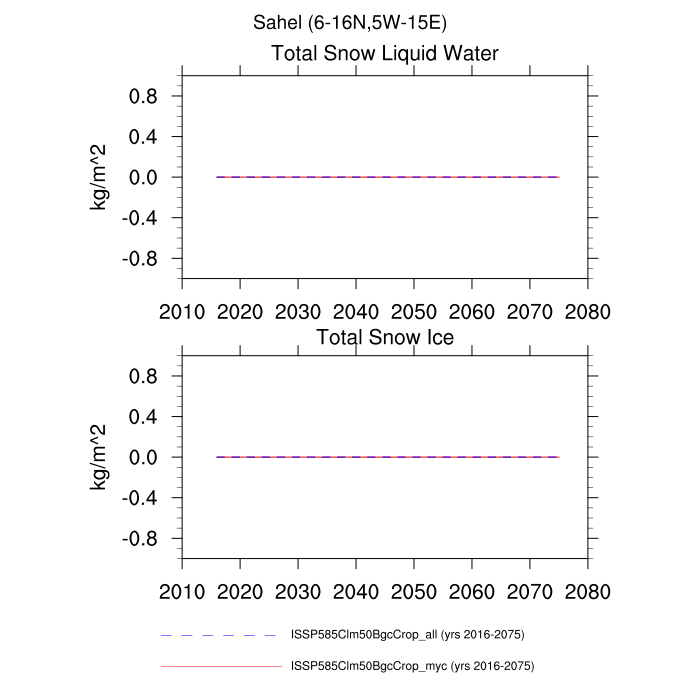 Sahel (6-16N,5W-15E)
Total Snow Liquid Water
0.8
0.4
0.0
-0.4
-0.8
kg/m^2
2010 2020 2030 2040 2050 2060 2070 2080
Total Snow Ice
0.8
0.4
0.0
-0.4
-0.8
kg/m^2
2010 2020 2030 2040 2050 2060 2070 2080
ISSP585Clm50BgcCrop_all (yrs 2016-2075)
ISSP585Clm50BgcCrop_myc (yrs 2016-2075)